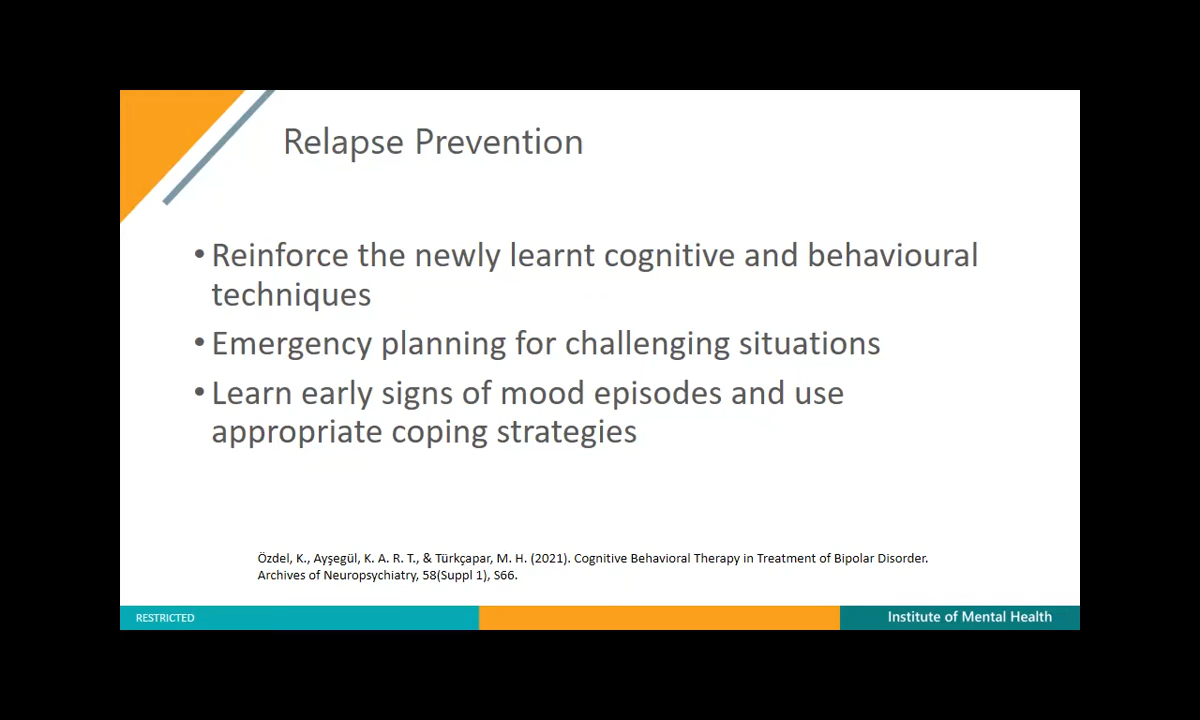 Relapse Prevention
• Reinforce the newly learnt cognitive and behavioural
techniques
• Emergency planning for challenging situations
• Learn early signs of mood episodes and use
appropriate coping strategies
Özdel, K., Ayşegül, K. A. R. T., & Türkçapar, M. H. (2021). Cognitive Behavioral Therapy in Treatment of Bipolar Disorder.
Archives of Neuropsychiatry, 58(Suppl 1), S66.
RESTRICTED
Institute of Mental Health